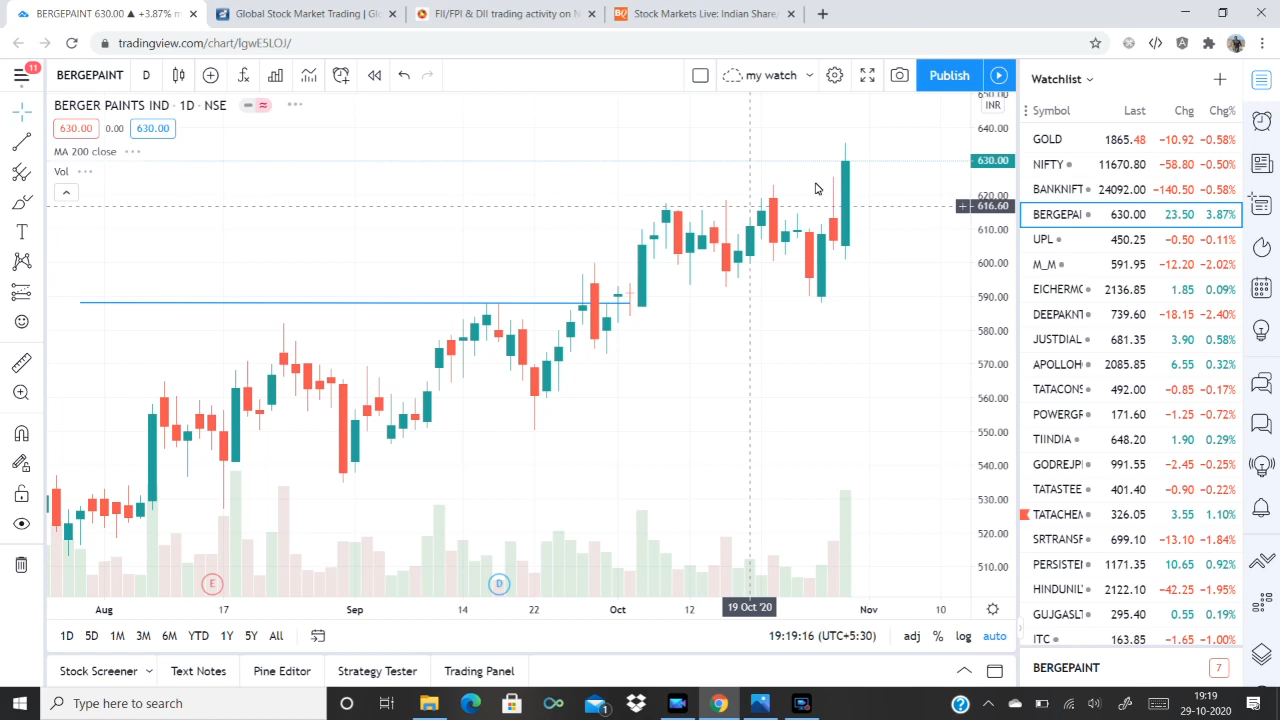 BERGEPAINT 630.00 ▲ +3.87% m
Global Stock Market Trading | Gl
FII/FPI & DII trading activity on N
BQ Stock Markets Live: Indian Share/
tradingview.com/chart/lgwE5LOJ/
11
BERGEPAINT D
my watch
Publish
Watchlist
BERGER PAINTS IND · 1D · NSE
630.00 0.00 630.00
MA 200 close
Vol
650.00
INR
640.00
630.00
620.00
616.60
610.00
600.00
590.00
580.00
570.00
560.00
550.00
540.00
530.00
520.00
510.00
E
D
Aug 17 Sep 14 22 Oct 12 19 Oct '20 Nov 10
1D 5D 1M 3M 6M YTD 1Y 5Y All
19:19:16 (UTC+5:30) adj % log auto
Stock Screener Text Notes Pine Editor Strategy Tester Trading Panel
Symbol Last Chg Chg%
GOLD 1865.48 −10.92 −0.58%
NIFTY 11670.80 −58.80 −0.50%
BANKNIFT 24092.00 −140.50 −0.58%
BERGEPAI 630.00 23.50 3.87%
UPL 450.25 −0.50 −0.11%
M_M 591.95 −12.20 −2.02%
EICHERMO 2136.85 1.85 0.09%
DEEPAKNT 739.60 −18.15 −2.40%
JUSTDIAL 681.35 3.90 0.58%
APOLLOH 2085.85 6.55 0.32%
TATACONS 492.00 −0.85 −0.17%
POWERGR 171.60 −1.25 −0.72%
TIINDIA 648.20 1.90 0.29%
GODREJP 991.55 −2.45 −0.25%
TATASTEE 401.40 −0.90 −0.22%
TATACHEM 326.05 3.55 1.10%
SRTRANSF 699.10 −13.10 −1.84%
PERSISTE 1171.35 10.65 0.92%
HINDUNIL 2122.10 −42.25 −1.95%
GUJGASLT 295.40 0.55 0.19%
ITC 163.85 −1.65 −1.00%
BERGEPAINT 7
Type here to search
1
19:19
29-10-2020